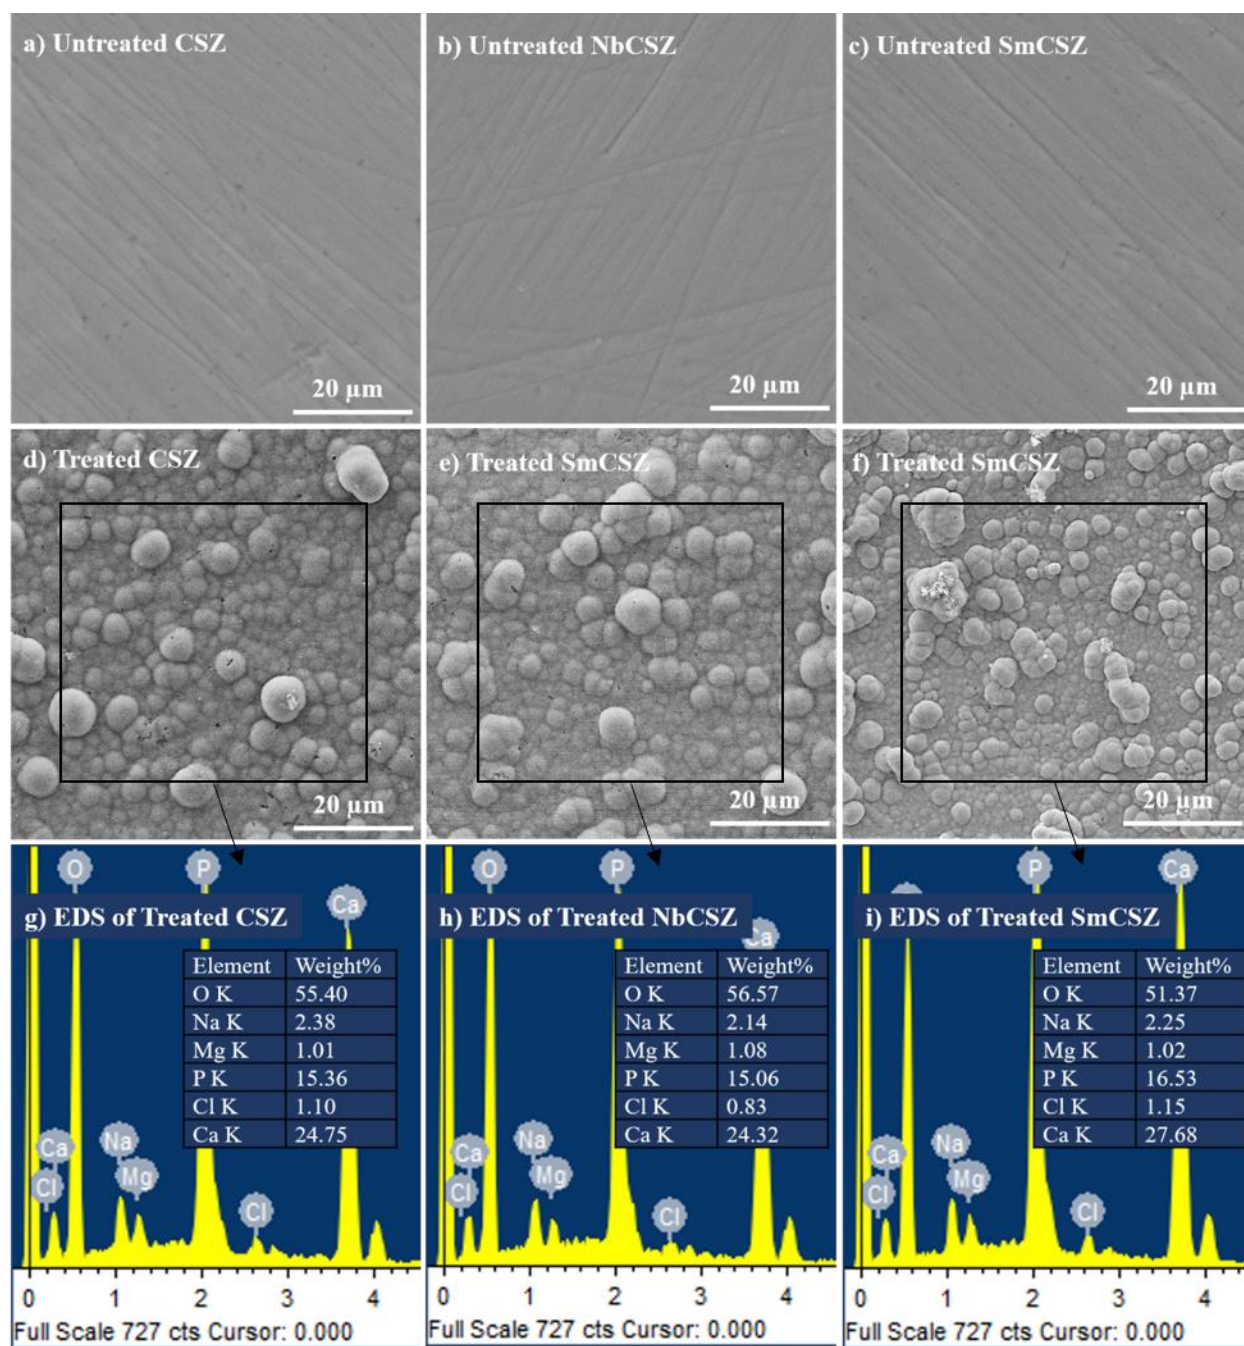 a) Untreated CSZ
20 µm
b) Untreated NbCSZ
20 µm
c) Untreated SmCSZ
20 µm
d) Treated CSZ
20 µm
e) Treated SmCSZ
20 µm
f) Treated SmCSZ
20 µm
O
P
Ca
g) EDS of Treated CSZ
Element Weight%
O K 55.40
Na K 2.38
Mg K 1.01
P K 15.36
Cl K 1.10
Ca K 24.75
Ca
Na
Cl
Mg
Cl
0 1 2 3 4
Full Scale 727 cts Cursor: 0.000
O
P
h) EDS of Treated NbCSZ
Ca
Element Weight%
O K 56.57
Na K 2.14
Mg K 1.08
P K 15.06
Cl K 0.83
Ca K 24.32
Ca
Na
Cl
Mg
Cl
0 1 2 3 4
Full Scale 727 cts Cursor: 0.000
P
Ca
i) EDS of Treated SmCSZ
Element Weight%
O K 51.37
Na K 2.25
Mg K 1.02
P K 16.53
Cl K 1.15
Ca K 27.68
Ca
Na
Cl
Mg
Cl
0 1 2 3 4
Full Scale 727 cts Cursor: 0.000